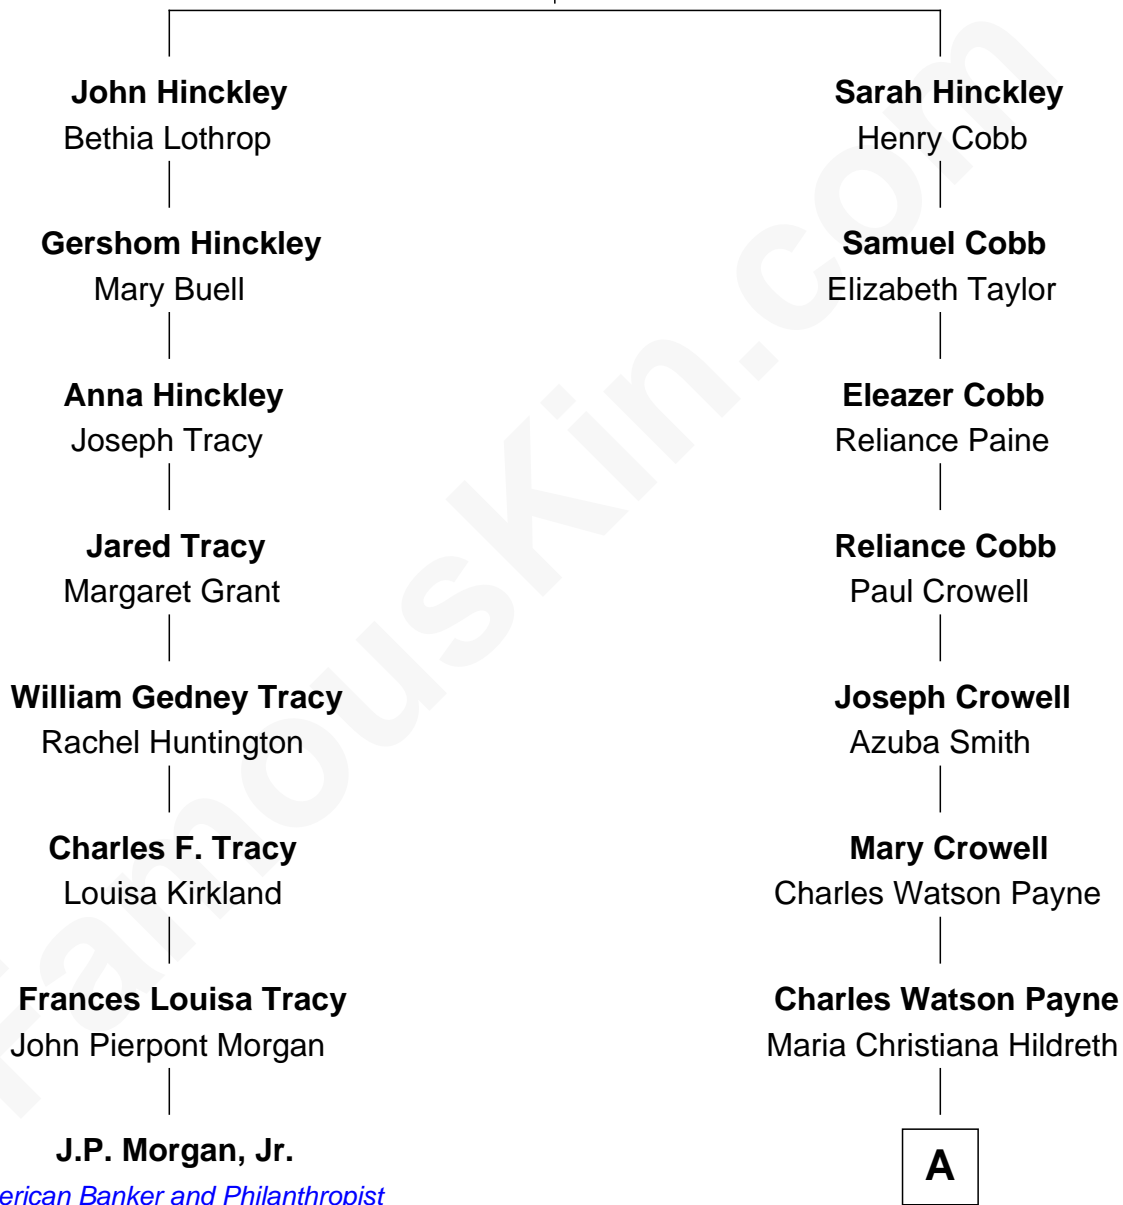 John Hinckley
Bethia Lothrop
Gershom Hinckley
Mary Buell
Anna Hinckley
Joseph Tracy
Jared Tracy
Margaret Grant
William Gedney Tracy
Rachel Huntington
Charles F. Tracy
Louisa Kirkland
Frances Louisa Tracy
John Pierpont Morgan
J.P. Morgan, Jr.
erican Banker and Philanthropist
Sarah Hinckley
Henry Cobb
Samuel Cobb
Elizabeth Taylor
Eleazer Cobb
Reliance Paine
Reliance Cobb
Paul Crowell
Joseph Crowell
Azuba Smith
Mary Crowell
Charles Watson Payne
Charles Watson Payne
Maria Christiana Hildreth
A
FamousKin.com